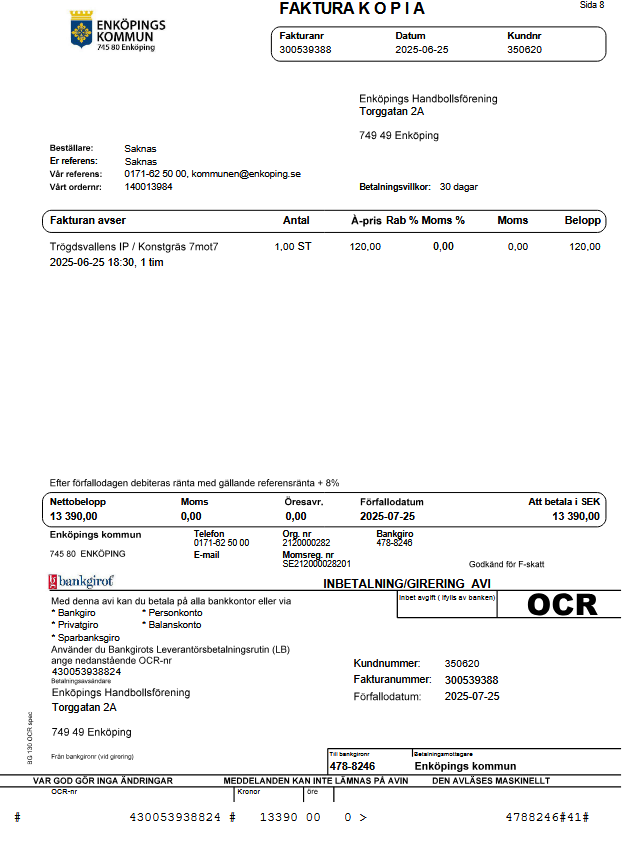 FAKTURA K O P I A
Sida 8
ENKÖPINGS
KOMMUN
745 80 Enköping
Fakturanr Datum Kundnr
300539388 2025-06-25 350620
Enköpings Handbollsförening
Torggatan 2A
749 49 Enköping
Beställare: Saknas
Er referens: Saknas
Vår referens: 0171-62 50 00, kommunen@enkoping.se
Vårt ordernr: 140013984
Betalningsvillkor: 30 dagar
Fakturan avser Antal À-pris Rab % Moms % Moms Belopp
Trögdsvallens IP / Konstgräs 7mot7 1,00 ST 120,00 0,00 0,00 120,00
2025-06-25 18:30, 1 tim
Efter förfallodagen debiteras ränta med gällande referensränta + 8%
Nettobelopp Moms Öresavr. Förfallodatum Att betala i SEK
13 390,00 0,00 0,00 2025-07-25 13 390,00
Enköpings kommun Telefon Org. nr Bankgiro
0171-62 50 00 2120000282 478-8246
745 80 ENKÖPING E-mail Momsreg. nr
SE212000028201 Godkänd för F-skatt
bankgirot INBETALNING/GIRERING AVI
Med denna avi kan du betala på alla bankkontor eller via
* Bankgiro * Personkonto
* Privatgiro * Balanskonto
* Sparbanksgiro
Inbet avgift ( ifylls av banken) OCR
Använder du Bankgirots Leverantörsbetalningsrutin (LB)
ange nedanstående OCR-nr
430053938824
Betalningsavsändare
Enköpings Handbollsförening
Torggatan 2A
749 49 Enköping
Kundnummer: 350620
Fakturanummer: 300539388
Förfallodatum: 2025-07-25
BG 130 OCR spec
Från bankgironr (vid girering)
Till bankgironr Betalningsmottagare
478-8246 Enköpings kommun
VAR GOD GÖR INGA ÄNDRINGAR MEDDELANDEN KAN INTE LÄMNAS PÅ AVIN DEN AVLÄSES MASKINELLT
OCR-nr Kronor öre
# 430053938824 # 13390 00 0 > 4788246#41#